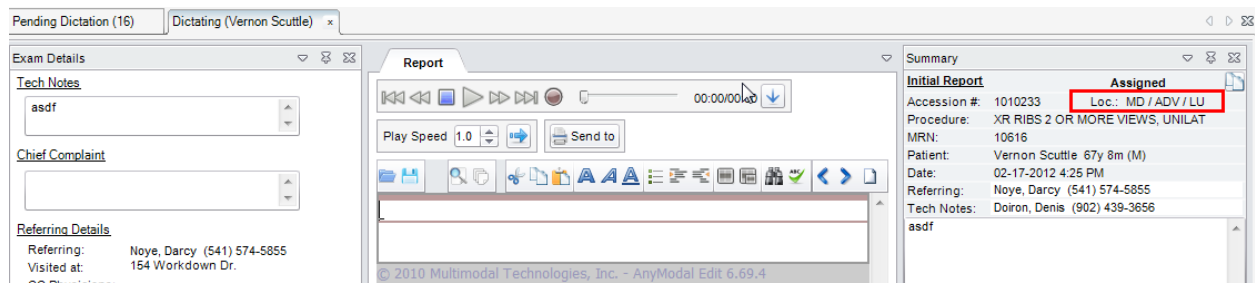 Pending Dictation (16) Dictating (Vernon Scuttle) x
Exam Details
Tech Notes
asdf
Chief Complaint
Referring Details
Referring: Noye, Darcy (541) 574-5855
Visited at: 154 Workdown Dr.
Report
00:00/00:00
Play Speed 1.0 Send to
© 2010 Multimodal Technologies, Inc. - AnyModal Edit 6.69.4
Summary
Initial Report Assigned
Accession #: 1010233 Loc.: MD / ADV / LU
Procedure: XR RIBS 2 OR MORE VIEWS, UNILAT
MRN: 10616
Patient: Vernon Scuttle 67y 8m (M)
Date: 02-17-2012 4:25 PM
Referring: Noye, Darcy (541) 574-5855
Tech Notes: Doiron, Denis (902) 439-3656
asdf